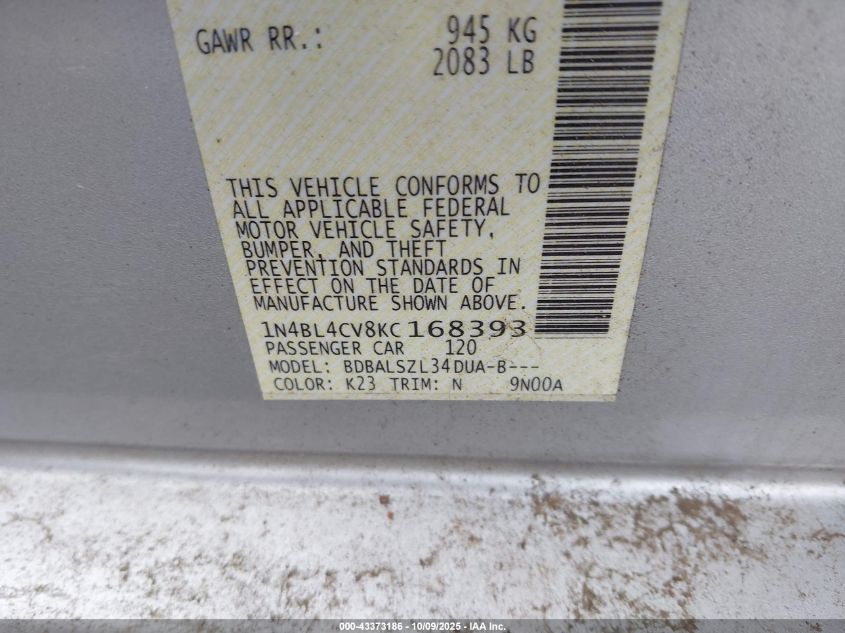 GAWR RR.: 945 KG
2083 LB
THIS VEHICLE CONFORMS TO
ALL APPLICABLE FEDERAL
MOTOR VEHICLE SAFETY,
BUMPER, AND THEFT
PREVENTION STANDARDS IN
EFFECT ON THE DATE OF
MANUFACTURE SHOWN ABOVE.
1N4BL4CV8KC168393
PASSENGER CAR 120
MODEL: BDBALSZL34DUA-B---
COLOR: K23 TRIM: N 9N00A
000-43373186 - 10/09/2025 - IAA Inc.